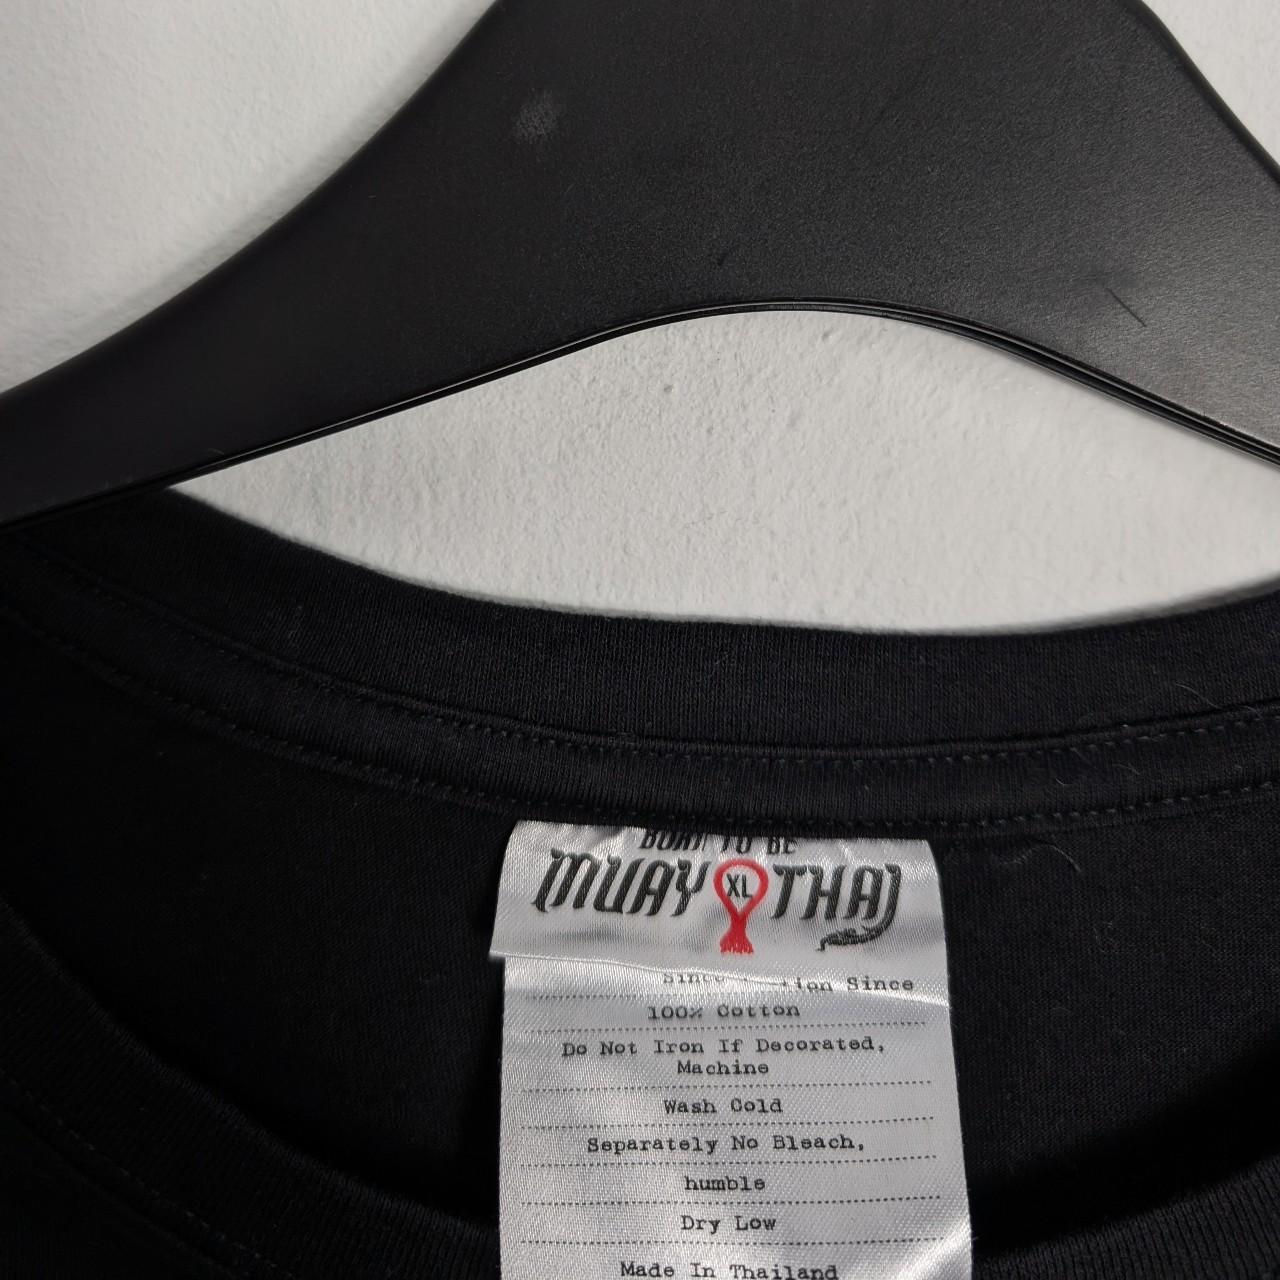 BORN TO BE
MUAY XL THAI
Since
100% Cotton
Do Not Iron If Decorated,
Machine
Wash Cold
Separately No Bleach,
humble
Dry Low
Made In Thailand